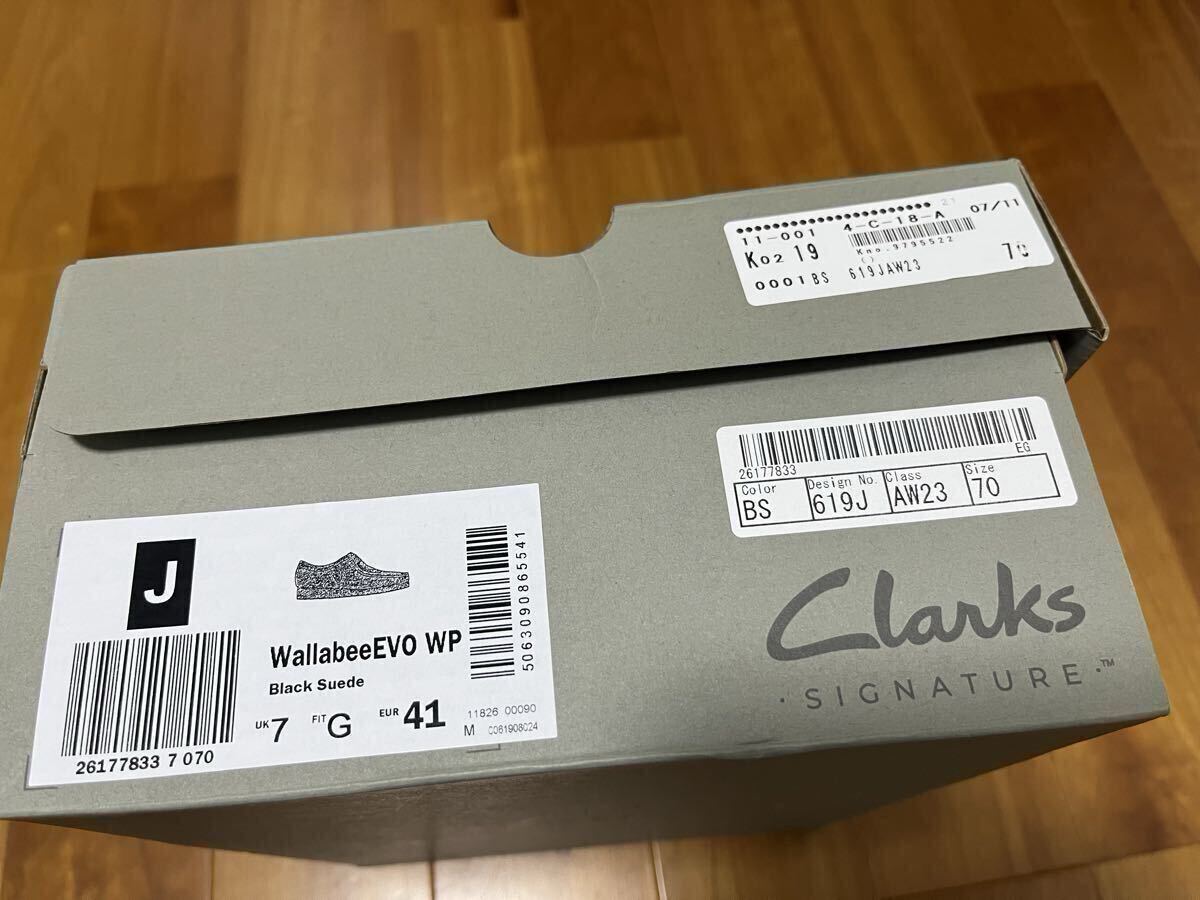 21
11-001 4-C-18-A 07/11
K02 19 Kno.9795522
()
0001BS 619JAW23 70
26177833 EG
Color Design No. Class Size
BS 619J AW23 70
Clarks
· SIGNATURE · ™
J
WallabeeEVO WP
Black Suede
UK 7 FIT G EUR 41
11826 00090
M C061908024
26177833 7 070
5063090865541